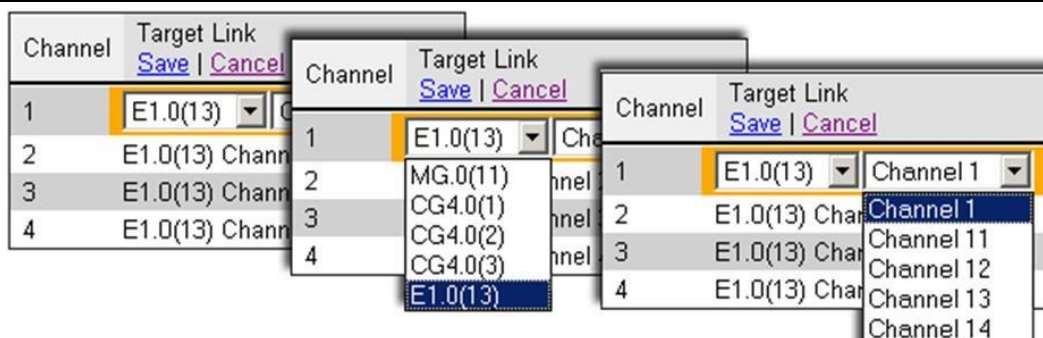 Channel Target Link
Save | Cancel
1 E1.0(13)
2 E1.0(13) Chann
3 E1.0(13) Chann
4 E1.0(13) Chann
Channel Target Link
Save | Cancel
1 E1.0(13) Cha
MG.0(11)
CG4.0(1)
CG4.0(2)
CG4.0(3)
E1.0(13)
2 nnel
3 nnel
4 nnel
Channel Target Link
Save | Cancel
1 E1.0(13) Channel 1
2 E1.0(13) Char
3 E1.0(13) Char
4 E1.0(13) Char
Channel 1
Channel 11
Channel 12
Channel 13
Channel 14